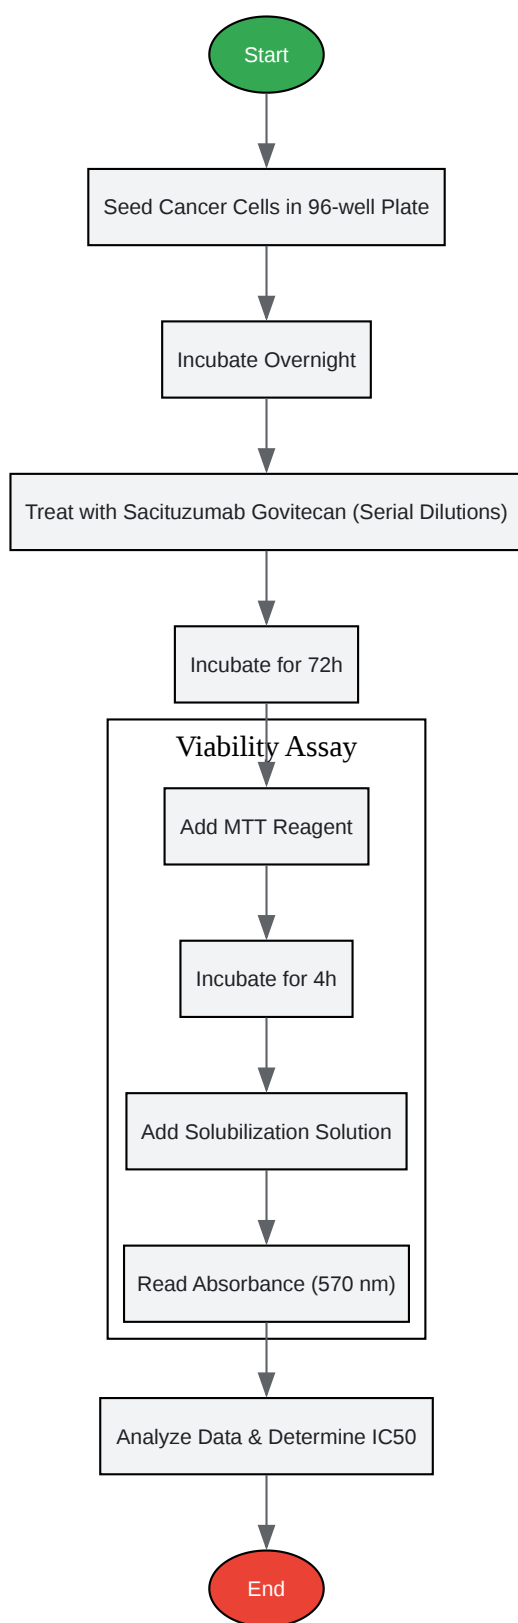 Start
Seed Cancer Cells in 96-well Plate
Incubate Overnight
Treat with Sacituzumab Govitecan (Serial Dilutions)
Incubate for 72h
Viability Assay
Add MTT Reagent
Incubate for 4h
Add Solubilization Solution
Read Absorbance (570 nm)
Analyze Data & Determine IC50
End